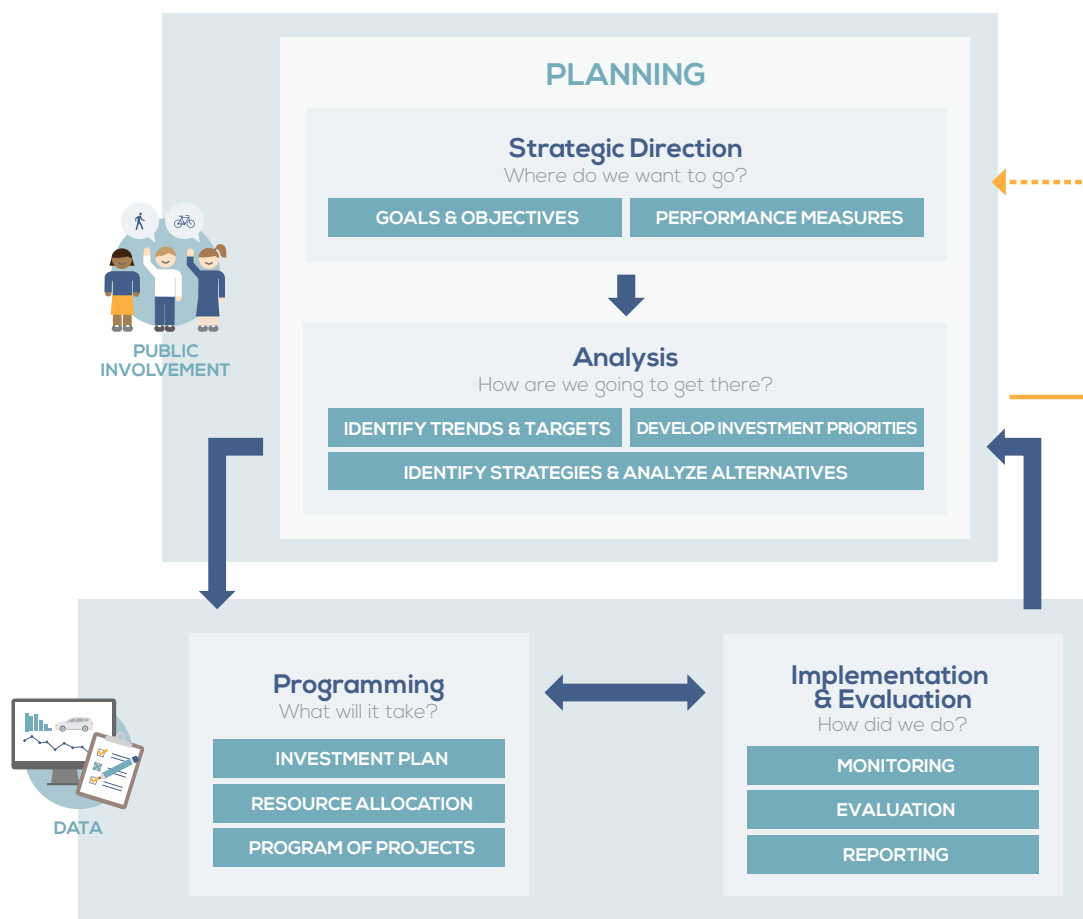 PLANNING
Strategic Direction
Where do we want to go?
GOALS & OBJECTIVES
PERFORMANCE MEASURES
PUBLIC
INVOLVEMENT
Analysis
How are we going to get there?
IDENTIFY TRENDS & TARGETS
DEVELOP INVESTMENT PRIORITIES
IDENTIFY STRATEGIES & ANALYZE ALTERNATIVES
Programming
What will it take?
INVESTMENT PLAN
RESOURCE ALLOCATION
PROGRAM OF PROJECTS
Implementation
& Evaluation
How did we do?
MONITORING
EVALUATION
REPORTING
DATA